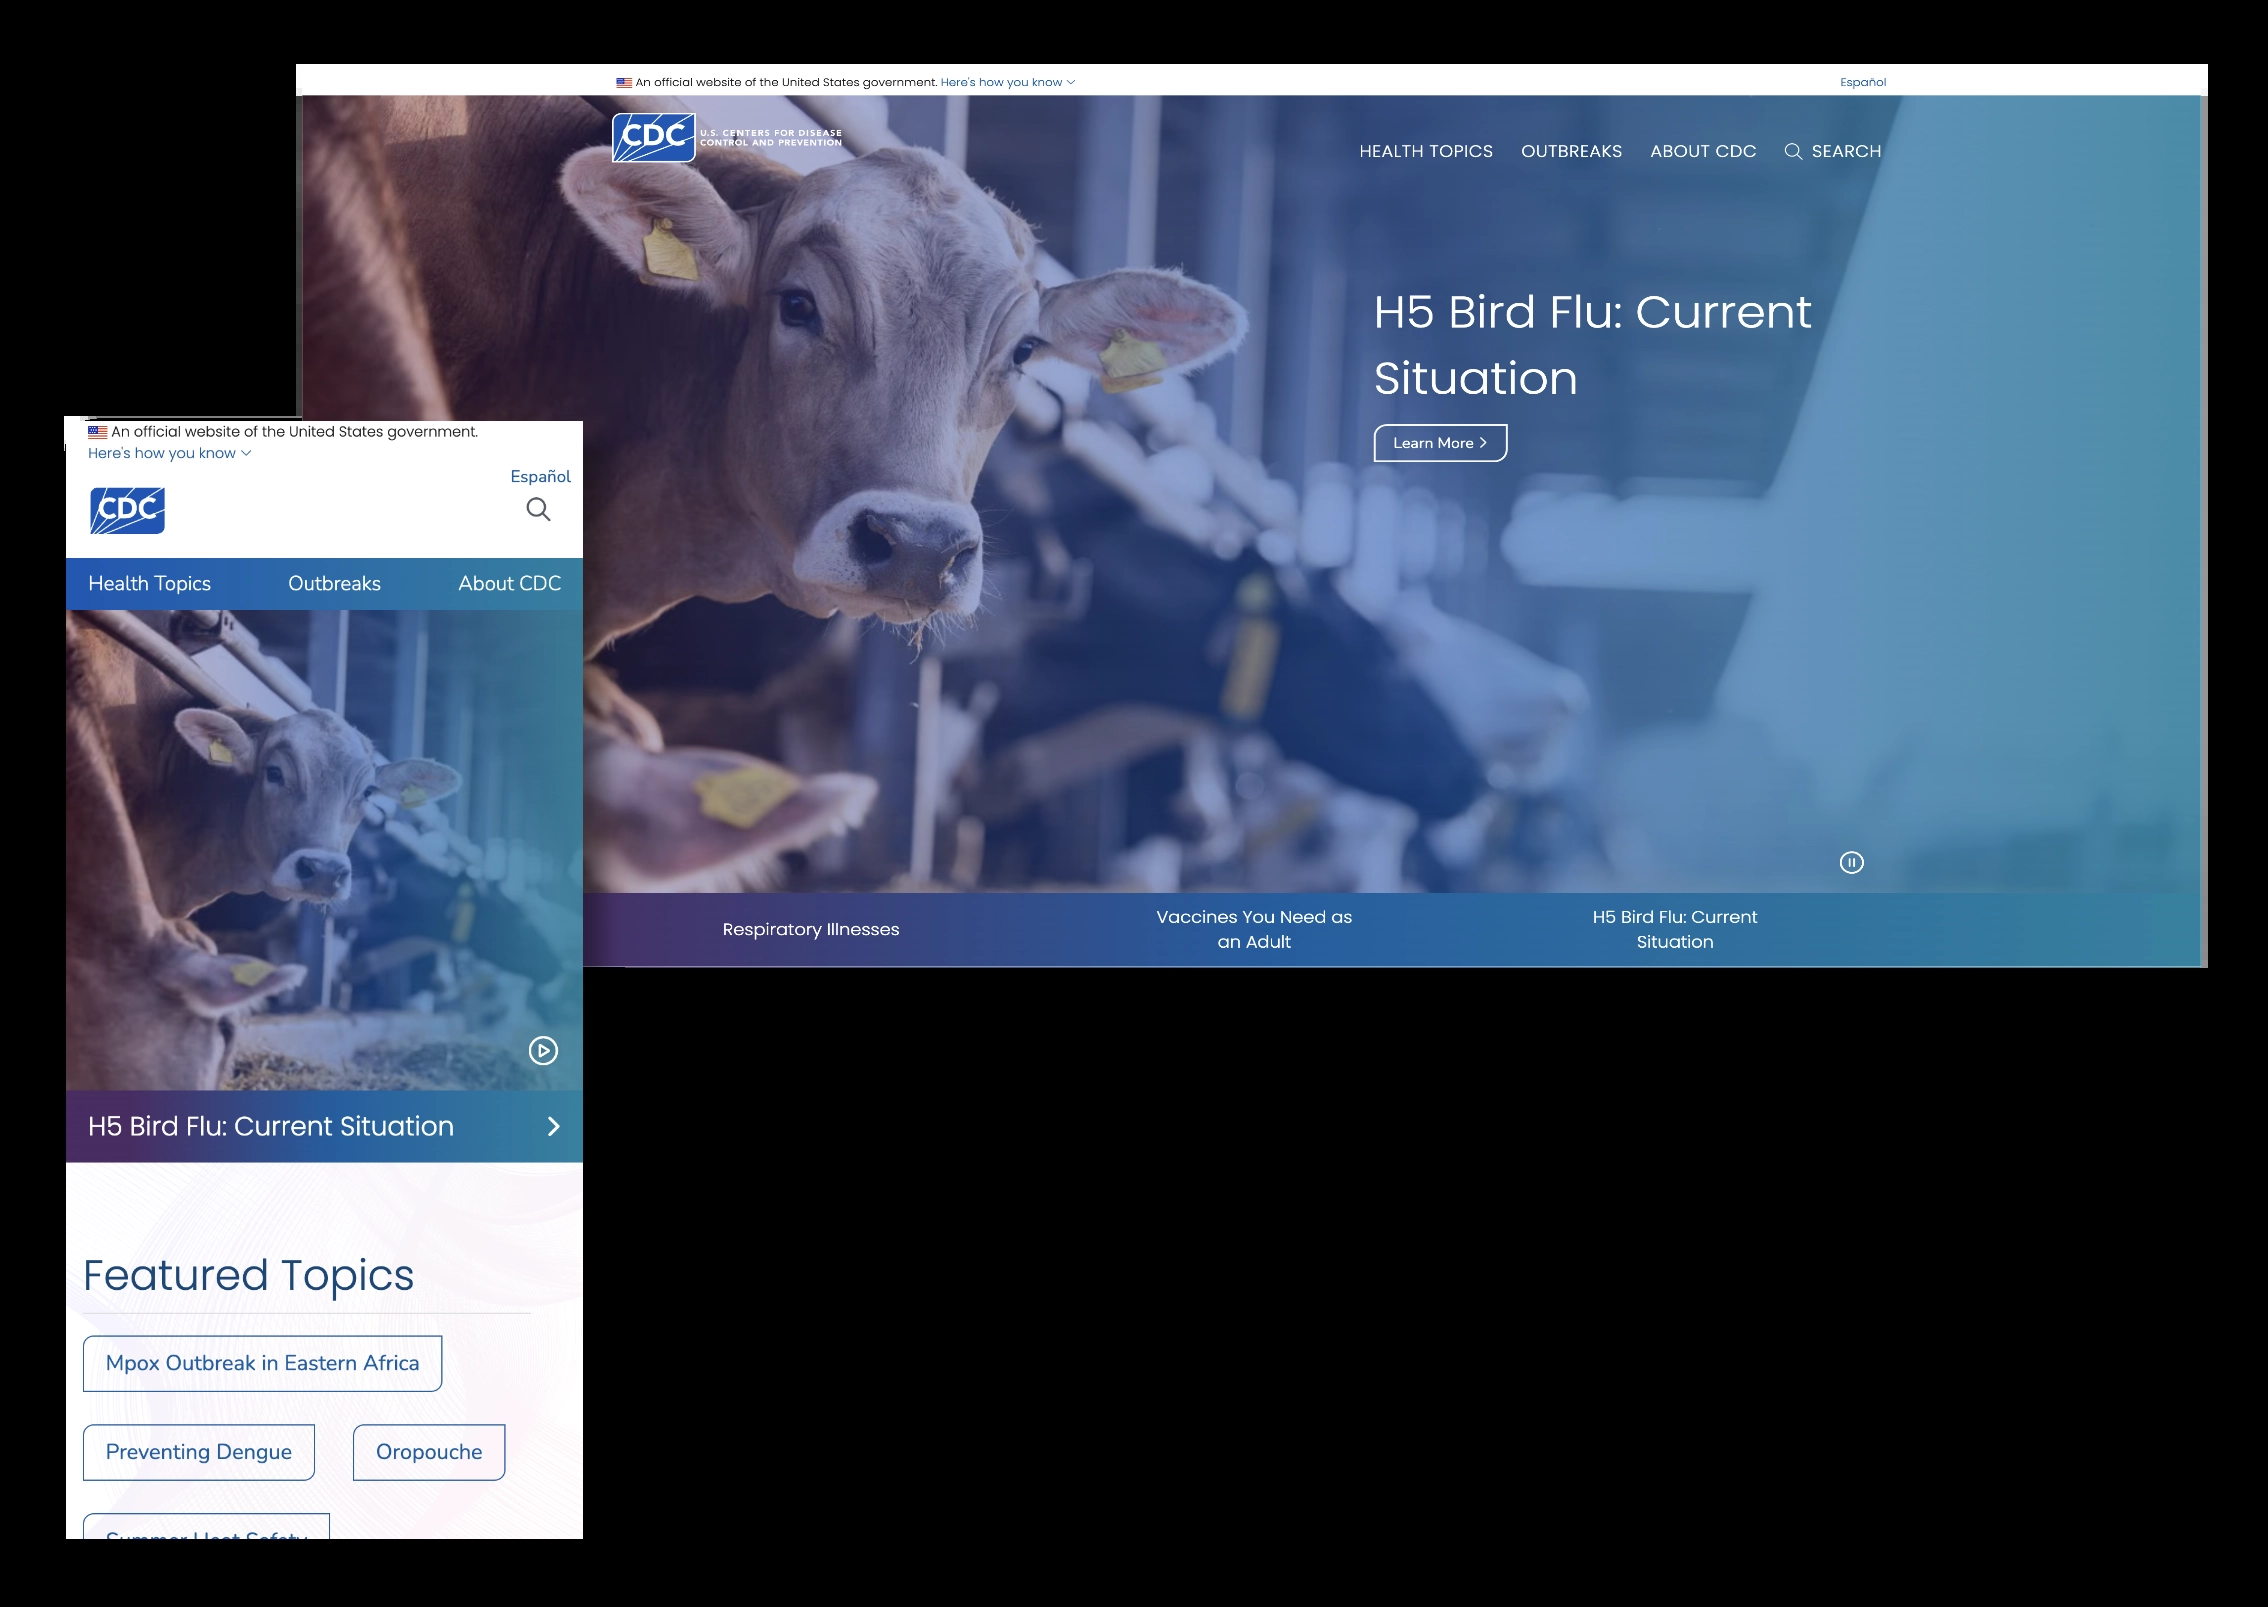 An official website of the United States government. Here's how you know
Español
CDC
U.S. CENTERS FOR DISEASE
CONTROL AND PREVENTION
HEALTH TOPICS
OUTBREAKS
ABOUT CDC
SEARCH
H5 Bird Flu: Current
Situation
Learn More
Respiratory Illnesses
Vaccines You Need as
an Adult
H5 Bird Flu: Current
Situation
An official website of the United States government.
Here's how you know
Español
CDC
Health Topics
Outbreaks
About CDC
H5 Bird Flu: Current Situation
Featured Topics
Mpox Outbreak in Eastern Africa
Preventing Dengue
Oropouche
Summer Heat Safety